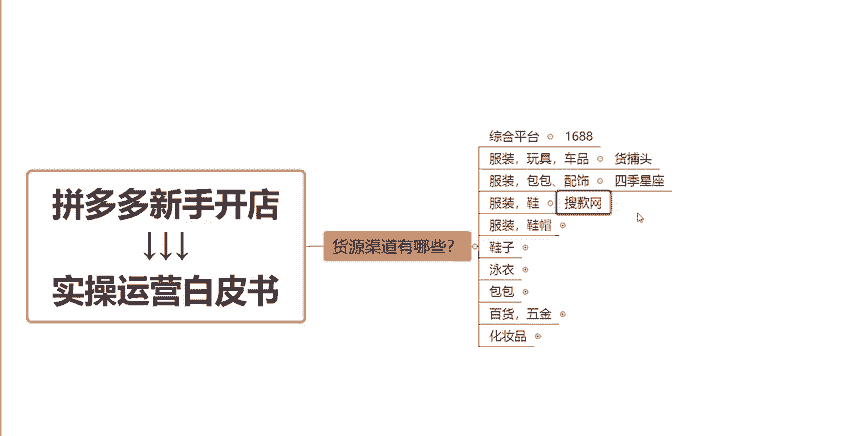 拼多多新手开店
↓↓↓
实操运营白皮书
货源渠道有哪些？
综合平台 1688
服装，玩具，车品 货捕头
服装，包包、配饰 四季星座
服装，鞋 搜款网
服装，鞋帽
鞋子
泳衣
包包
百货，五金
化妆品